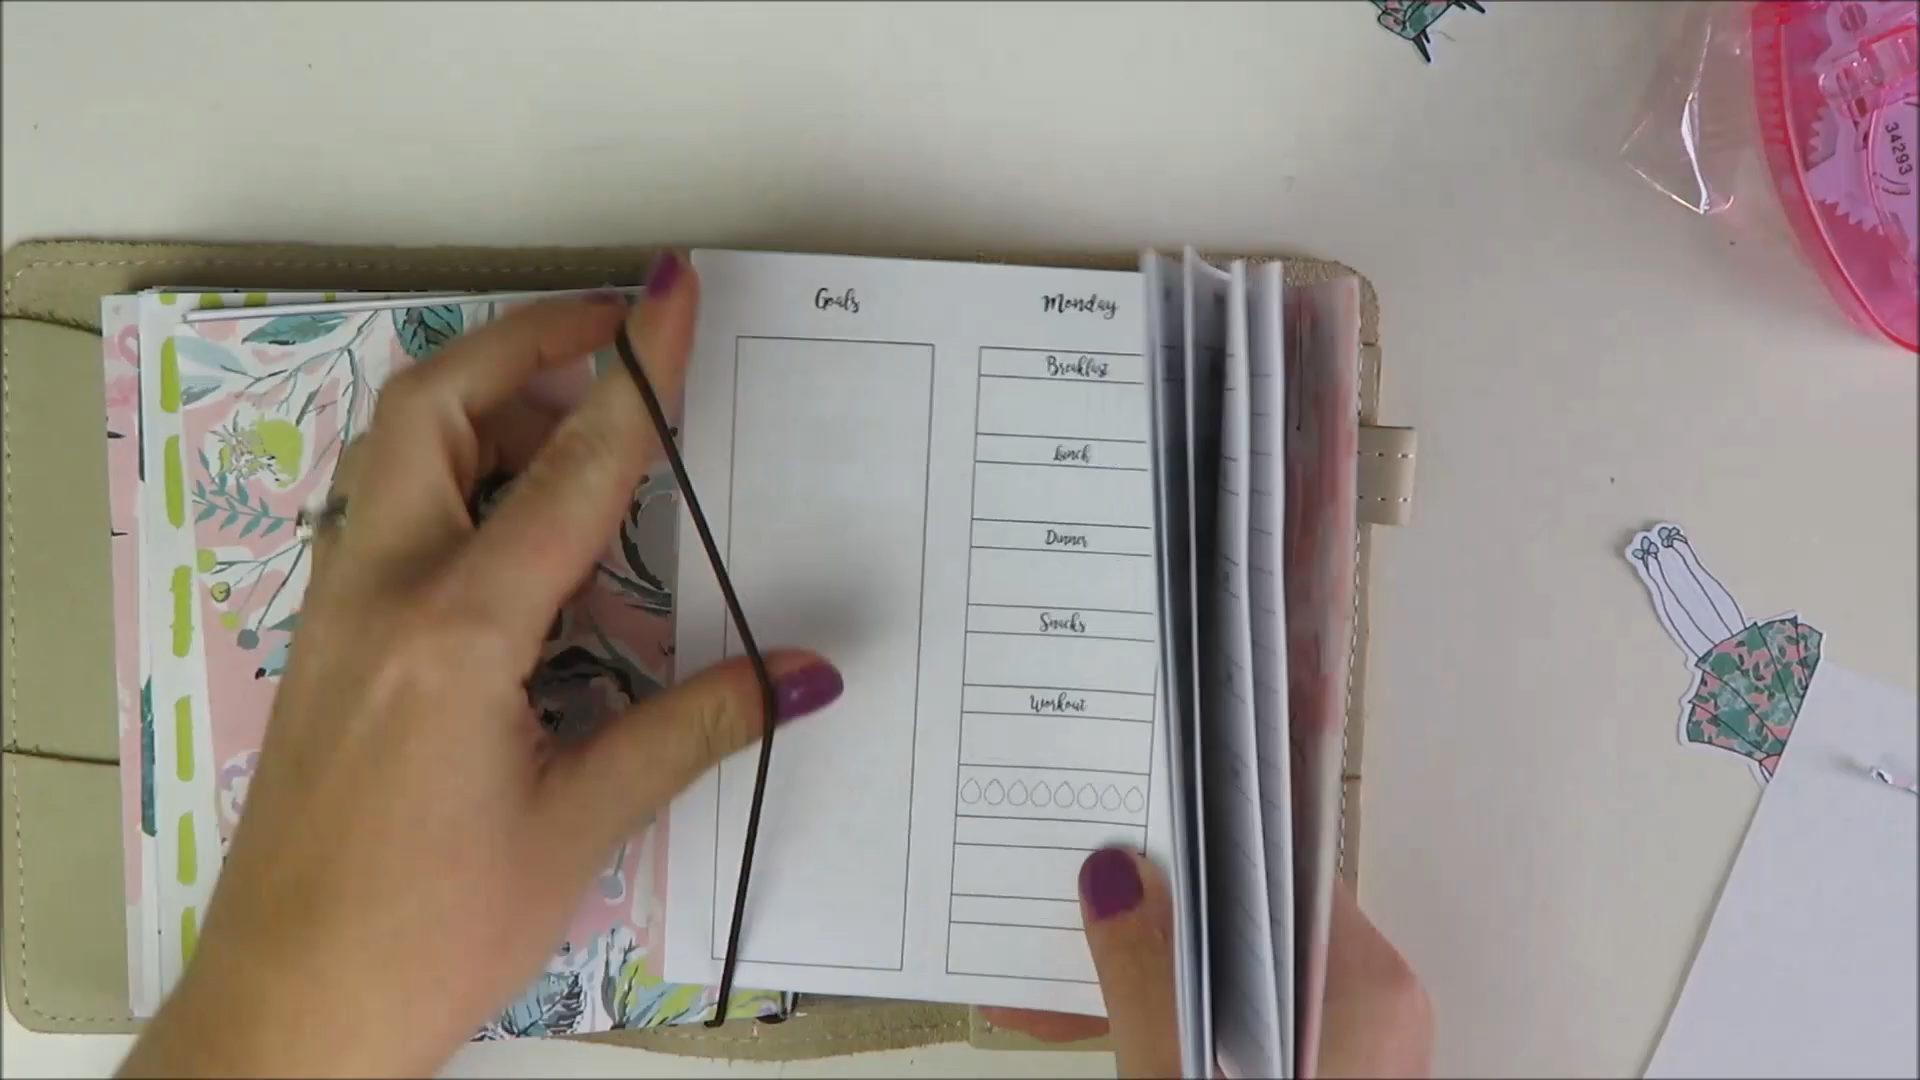 Goals
Monday
Breakfast
Lunch
Dinner
Snacks
Workout
34293